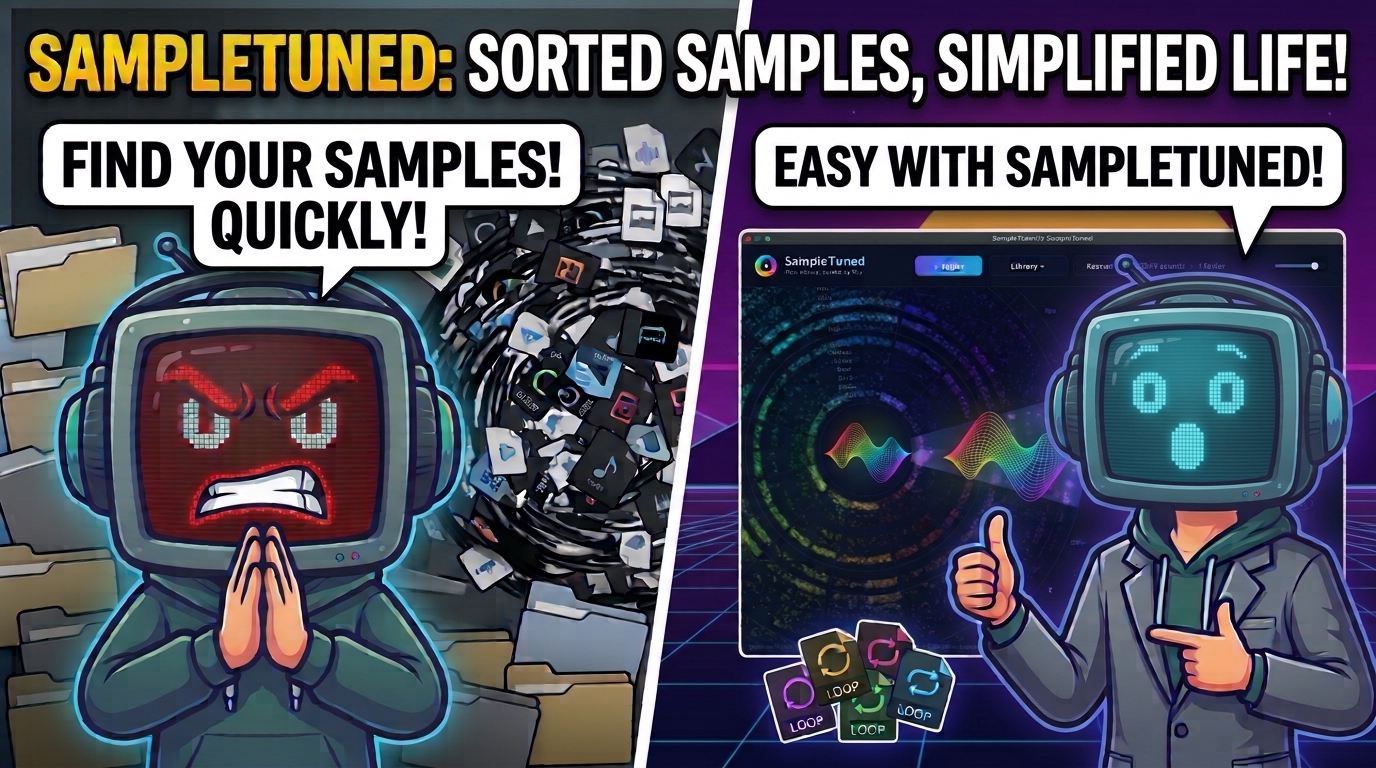 SAMPLETUNED: SORTED SAMPLES, SIMPLIFIED LIFE!
FIND YOUR SAMPLES!
QUICKLY!
EASY WITH SAMPLETUNED!
SampleTuned
Library
LOOP
LOOP
LOOP
LOOP